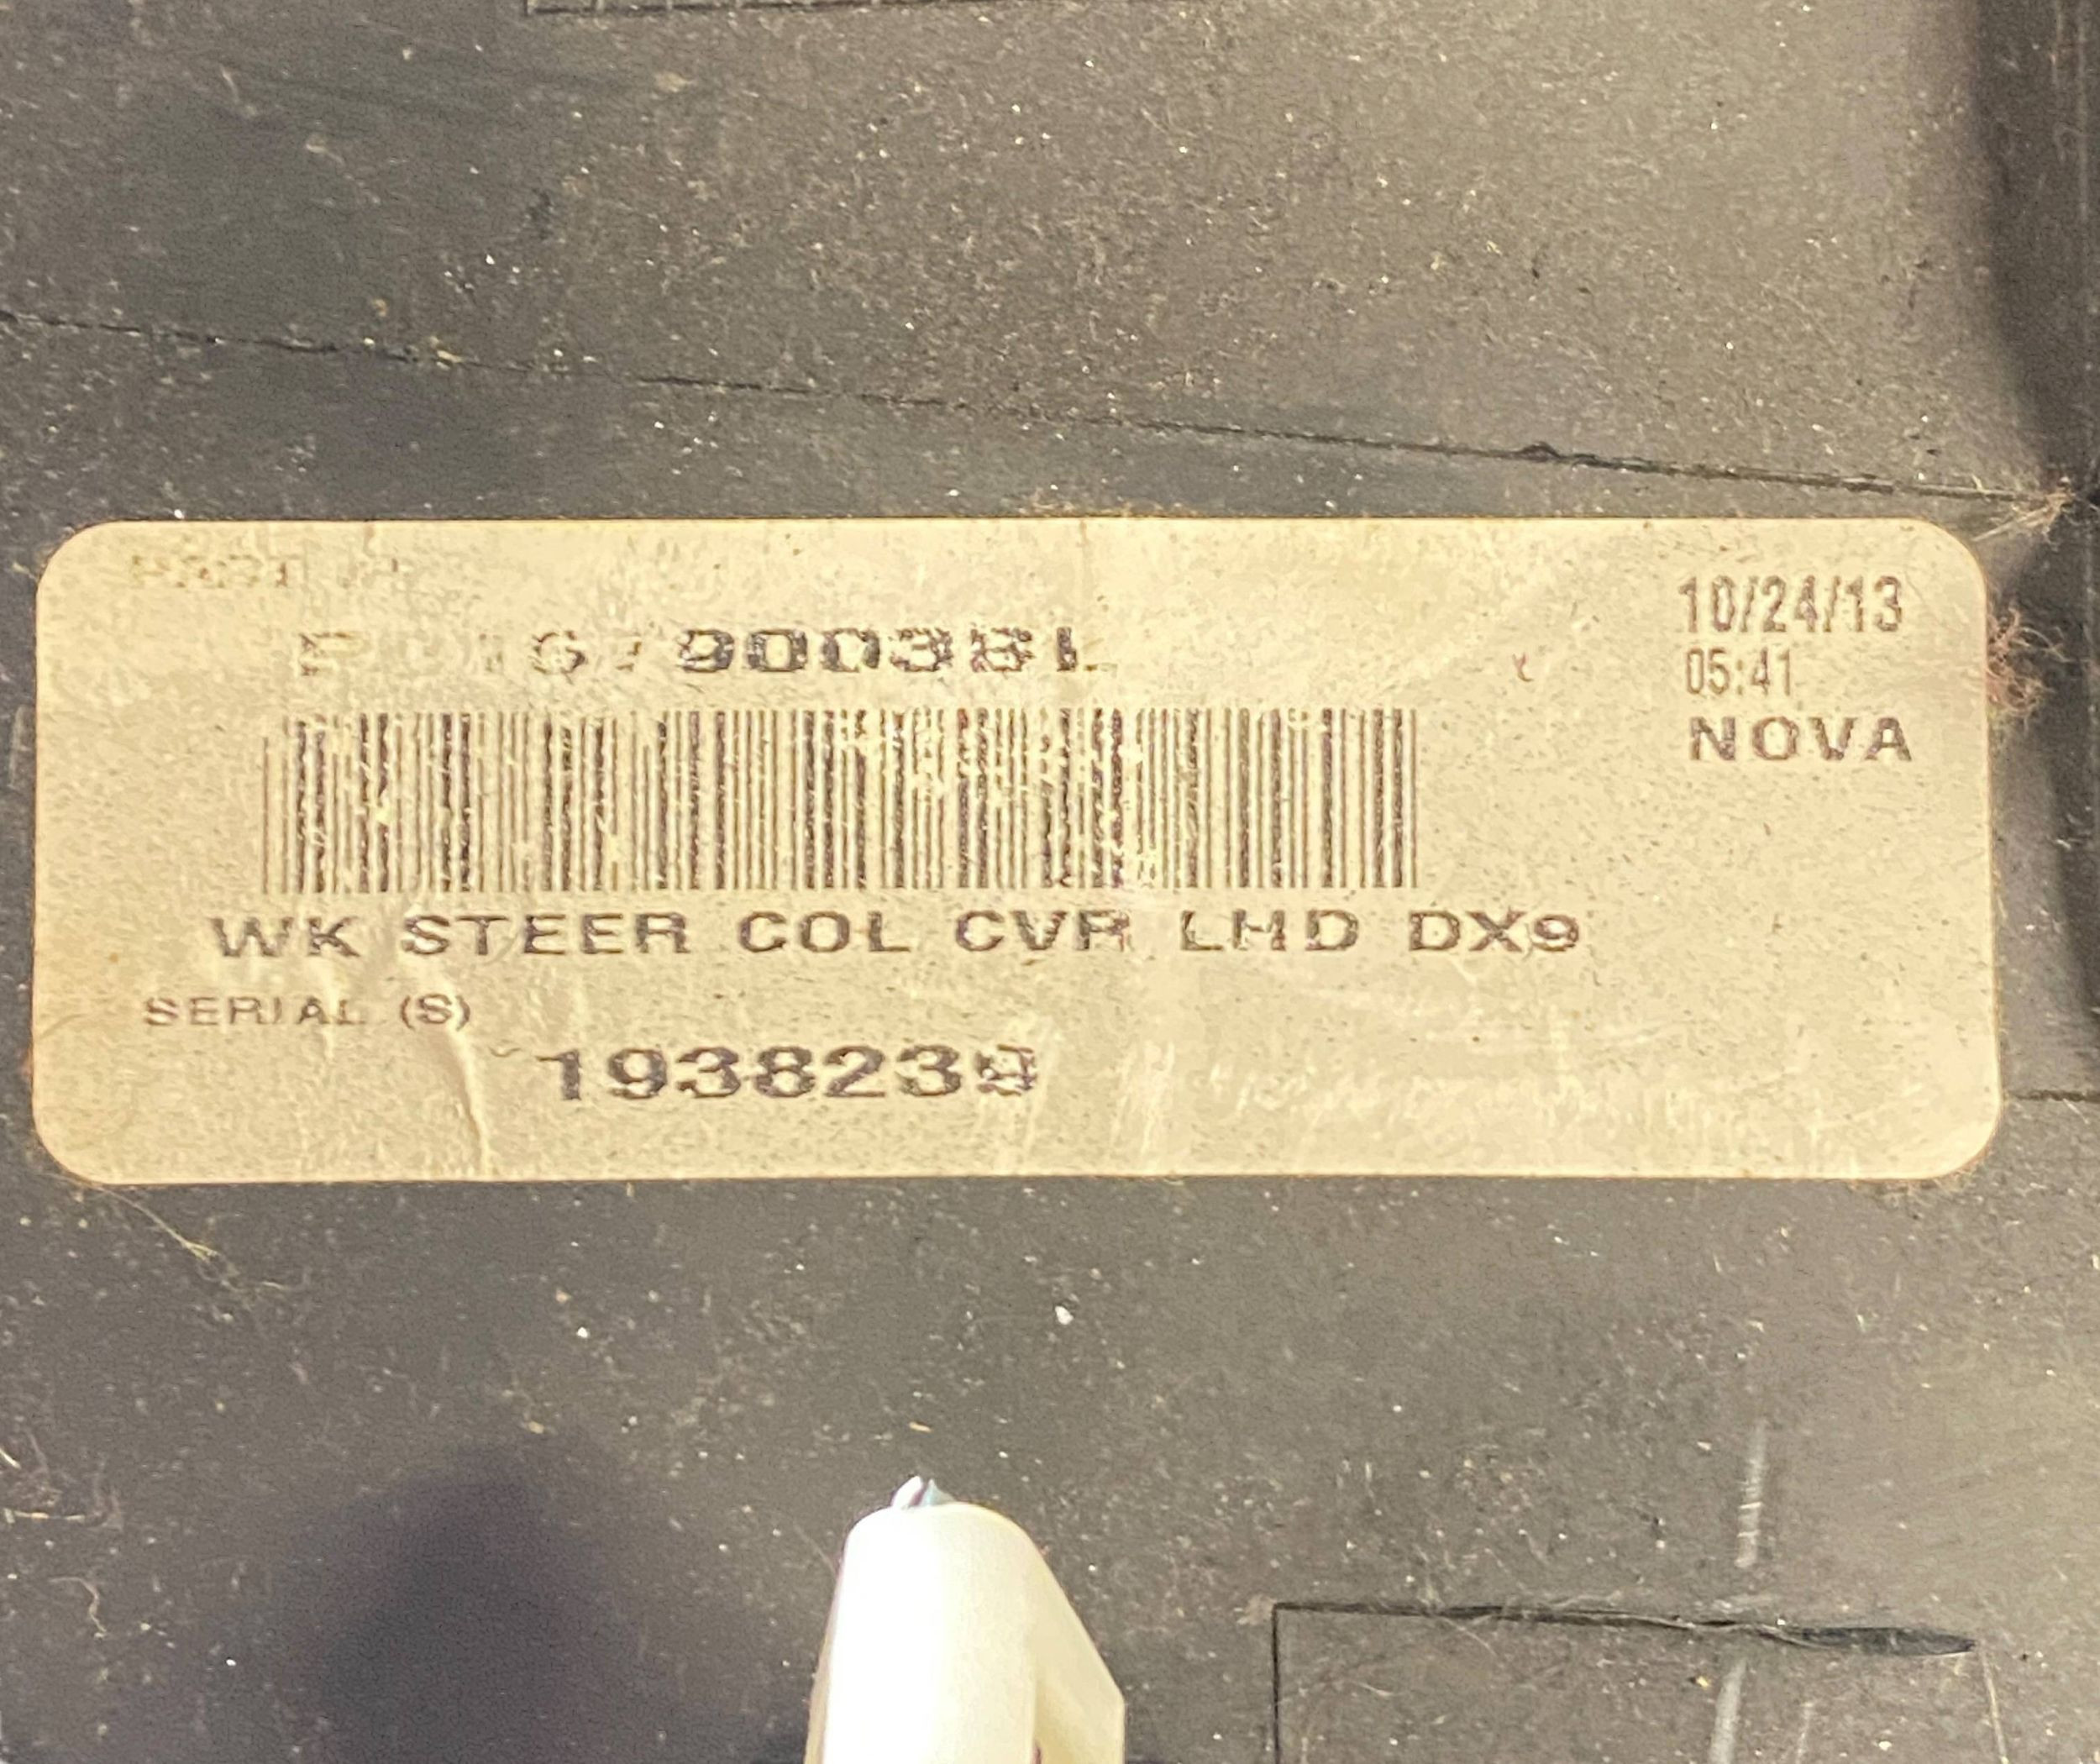 10/24/13
05:41
NOVA
WK STEER COL CVR LHD DX9
SERIAL (S)
1938239